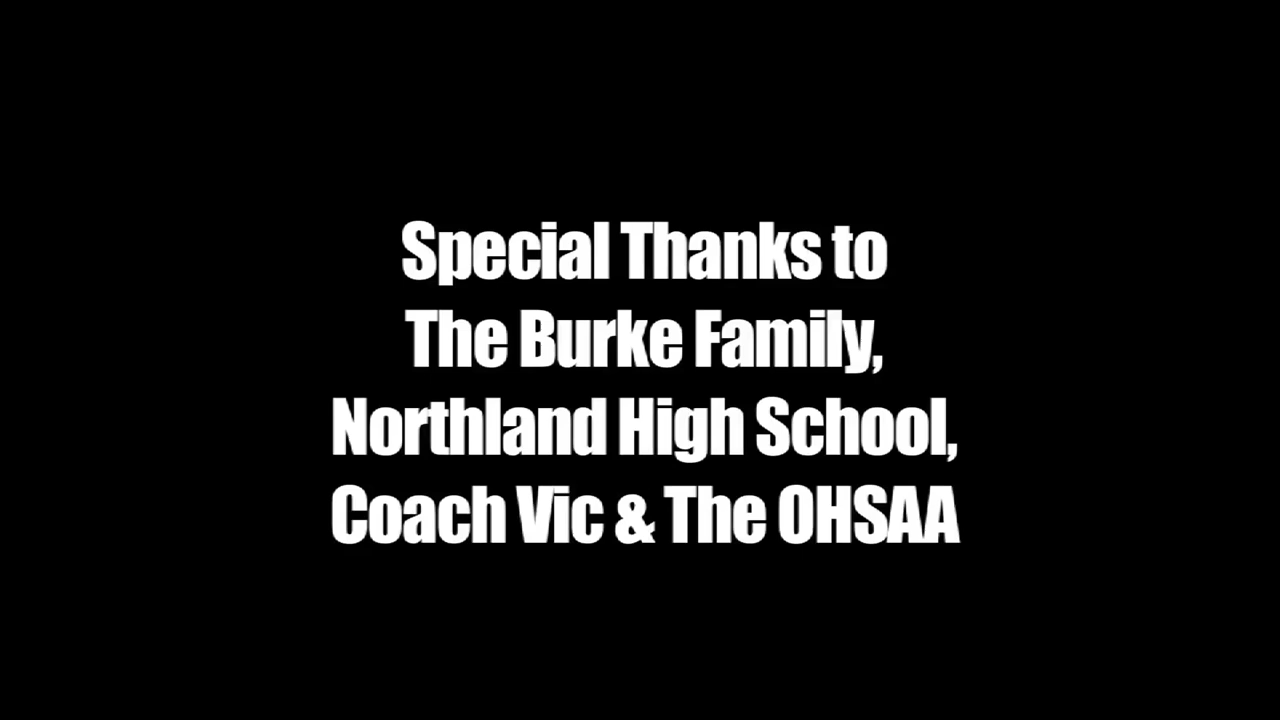 Special Thanks to
The Burke Family,
Northland High School,
Coach Vic & The OHSAA